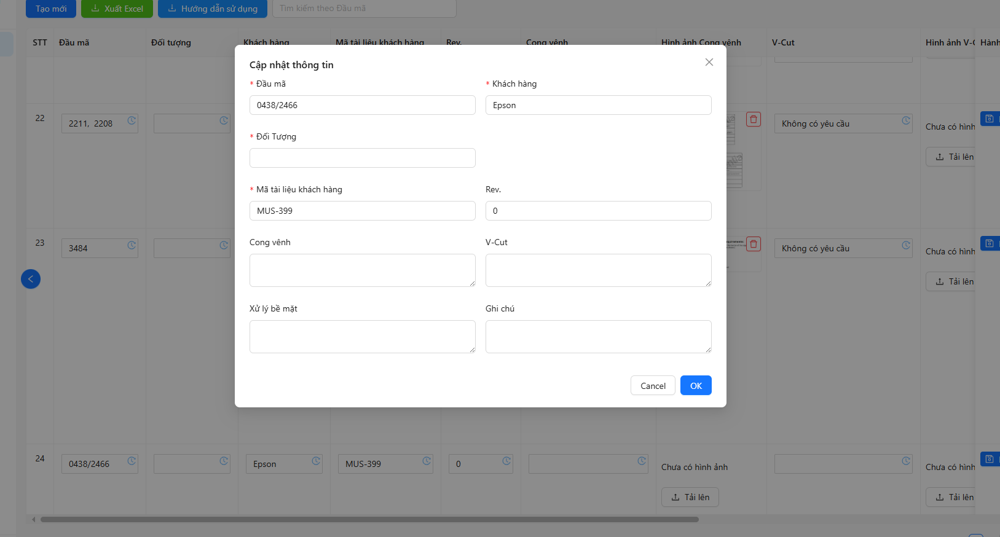 Tạo mới
Xuất Excel
Hướng dẫn sử dụng
Tìm kiếm theo Đầu mã
STT
Đầu mã
Đối tượng
Khách hàng
Mã tài liệu khách hàng
Rev.
Cong vênh
Hình ảnh Cong vênh
V-Cut
Hình ảnh V-C
Hành
Cập nhật thông tin
* Đầu mã
* Khách hàng
0438/2466
Epson
* Đối Tượng
* Mã tài liệu khách hàng
Rev.
MUS-399
0
Cong vênh
V-Cut
Xử lý bề mặt
Ghi chú
Cancel
OK
22
2211, 2208
Không có yêu cầu
Chưa có hình
Tải lên
23
3484
Không có yêu cầu
Chưa có hình
Tải lên
24
0438/2466
Epson
MUS-399
0
Chưa có hình ảnh
Tải lên
Chưa có hình
Tải lên